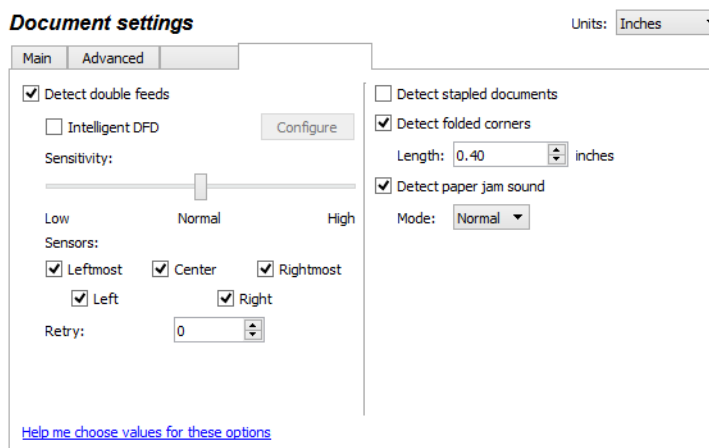 Document settings
Units: Inches
Main Advanced
Detect double feeds
Intelligent DFD Configure
Sensitivity:
Low Normal High
Sensors:
Leftmost Center Rightmost
Left Right
Retry: 0
Help me choose values for these options
Detect stapled documents
Detect folded corners
Length: 0.40 inches
Detect paper jam sound
Mode: Normal